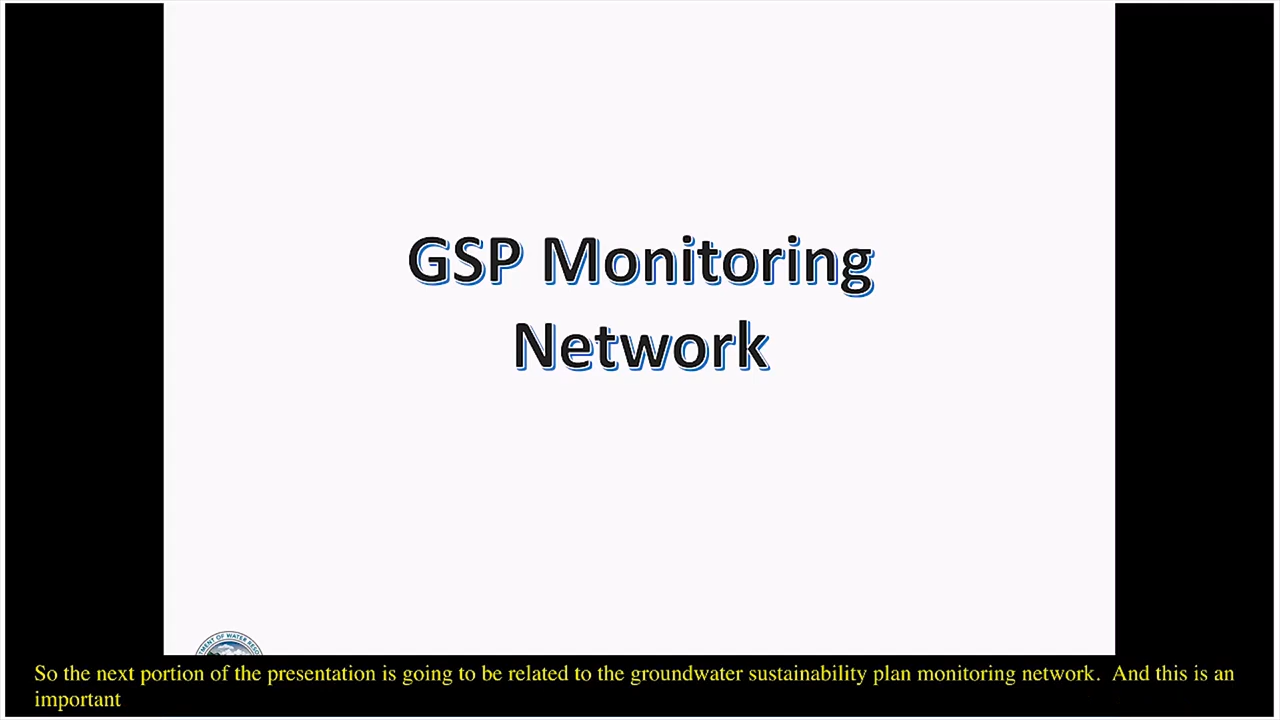 GSP Monitoring
Network
So the next portion of the presentation is going to be related to the groundwater sustainability plan monitoring network.  And this is an
important